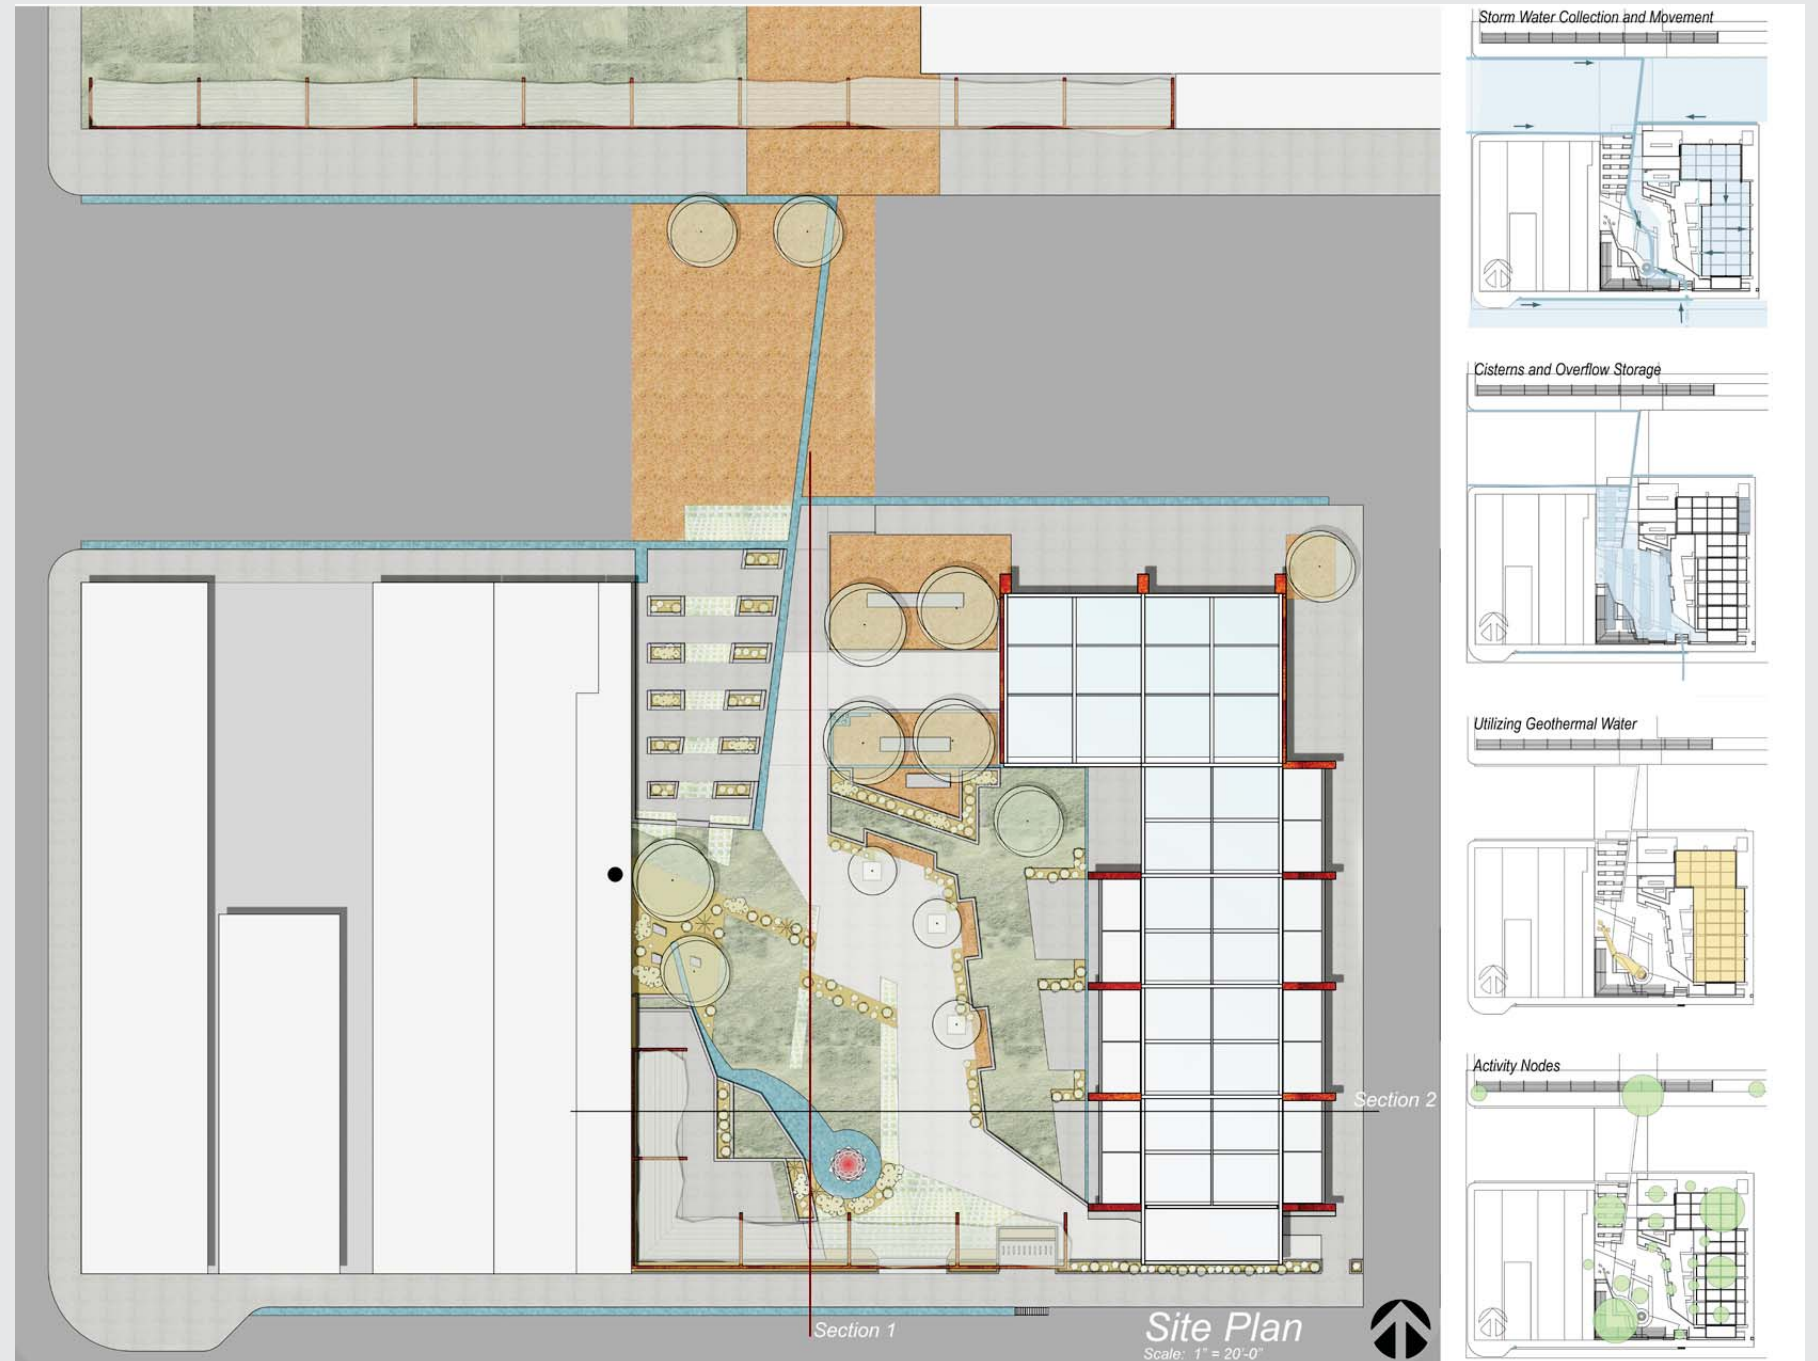 Storm Water Collection and Movement
Cisterns and Overflow Storage
Utilizing Geothermal Water
Activity Nodes
Section 2
Section 1
Site Plan
Scale: 1" = 20'-0"